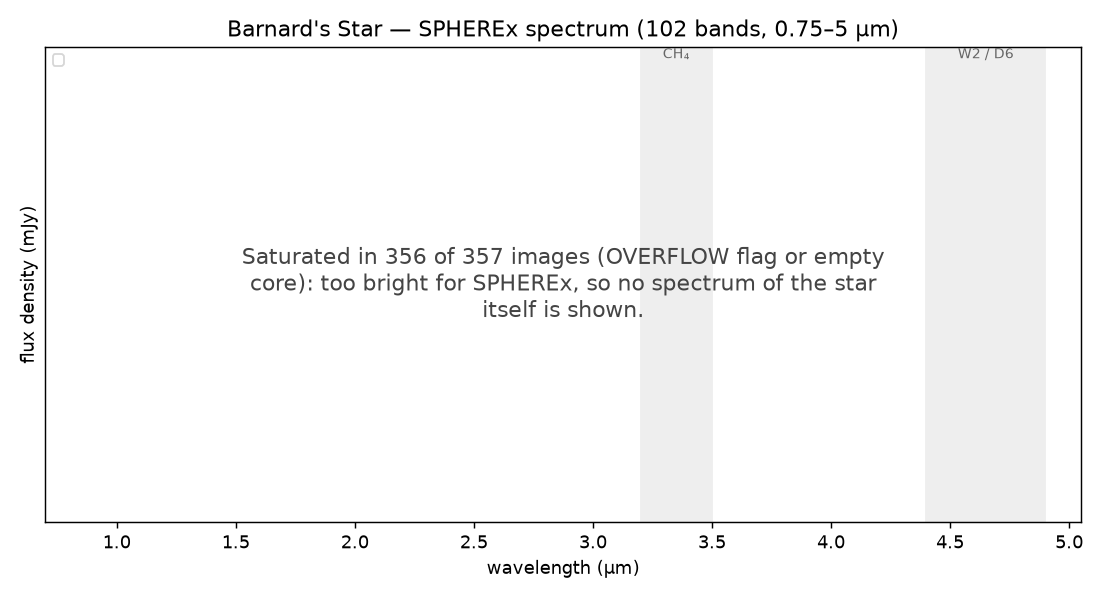 Barnard's Star — SPHEREx spectrum (102 bands, 0.75–5 µm)
CH₄
W2 / D6
Saturated in 356 of 357 images (OVERFLOW flag or empty
core): too bright for SPHEREx, so no spectrum of the star
itself is shown.
flux density (mJy)
1.0 1.5 2.0 2.5 3.0 3.5 4.0 4.5 5.0
wavelength (µm)